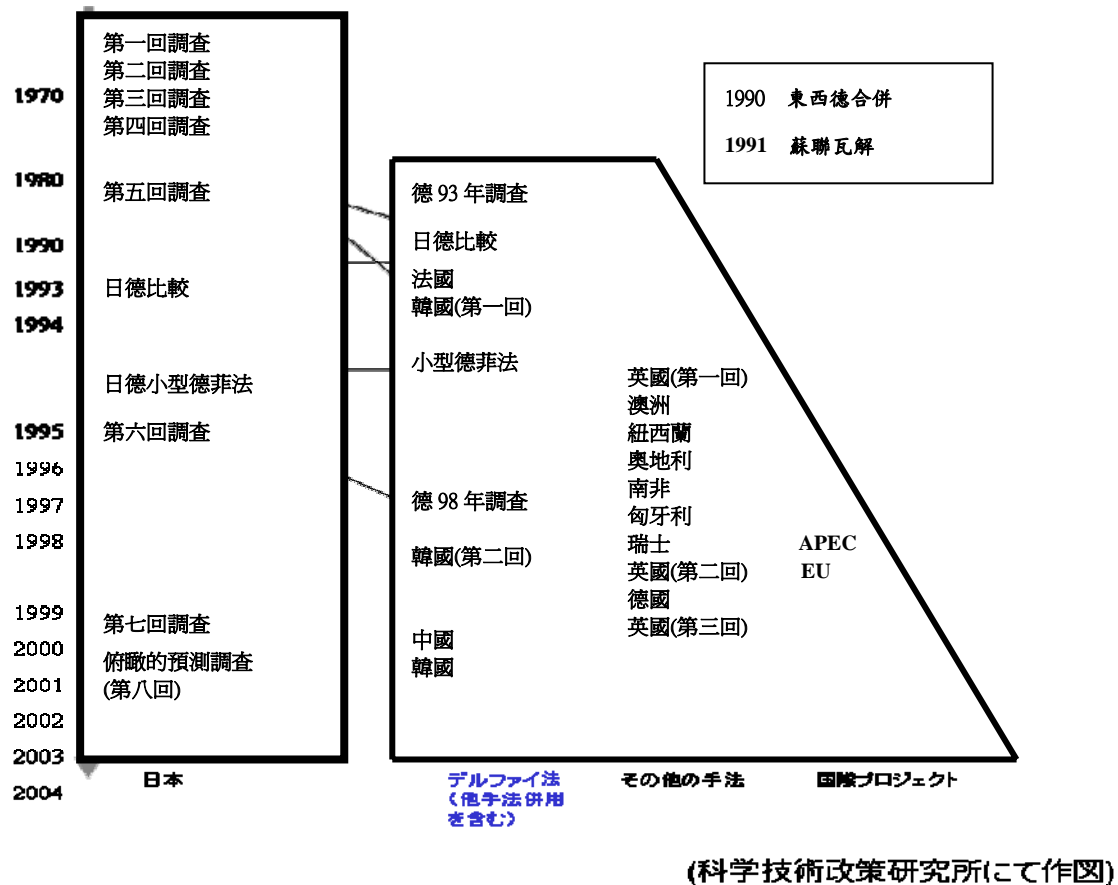 1970
1980
1990
1993
1994
1995
1996
1997
1998
1999
2000
2001
2002
2003
2004
第一回調查
第二回調查
第三回調查
第四回調查
第五回調查
日德比較
日德小型德菲法
第六回調查
第七回調查
俯瞰的預測調查
(第八回)
日本
德 93 年調查
日德比較
法國
韓國(第一回)
小型德菲法
德 98 年調查
韓國(第二回)
中國
韓國
デルファイ法
(他手法併用
を含む)
英國(第一回)
澳洲
紐西蘭
奧地利
南非
匈牙利
瑞士
英國(第二回)
德國
英國(第三回)
その他の手法
APEC
EU
国際プロジェクト
1990 東西德合併
1991 蘇聯瓦解
(科学技術政策研究所にて作図)